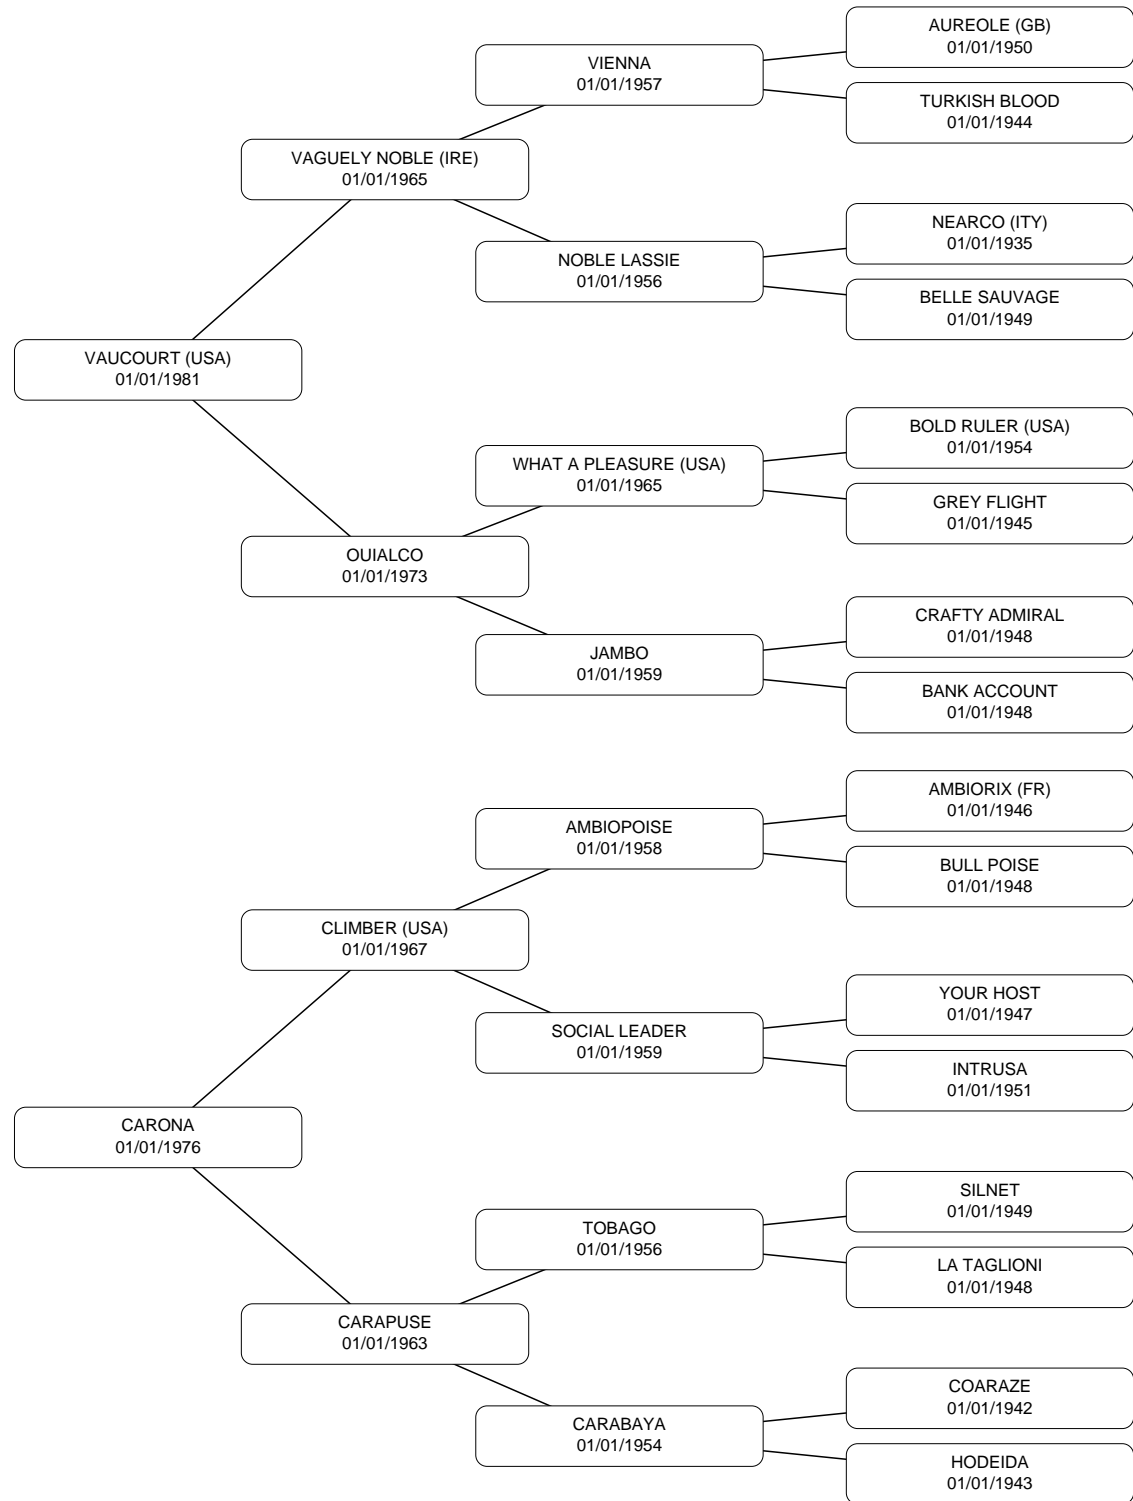 AUREOLE (GB)
01/01/1950
VIENNA
01/01/1957
TURKISH BLOOD
01/01/1944
VAGUELY NOBLE (IRE)
01/01/1965
NEARCO (ITY)
01/01/1935
NOBLE LASSIE
01/01/1956
BELLE SAUVAGE
01/01/1949
VAUCOURT (USA)
01/01/1981
BOLD RULER (USA)
01/01/1954
WHAT A PLEASURE (USA)
01/01/1965
GREY FLIGHT
01/01/1945
OUIALCO
01/01/1973
CRAFTY ADMIRAL
01/01/1948
JAMBO
01/01/1959
BANK ACCOUNT
01/01/1948
AMBIORIX (FR)
01/01/1946
AMBIOPOISE
01/01/1958
BULL POISE
01/01/1948
CLIMBER (USA)
01/01/1967
YOUR HOST
01/01/1947
SOCIAL LEADER
01/01/1959
INTRUSA
01/01/1951
CARONA
01/01/1976
SILNET
01/01/1949
TOBAGO
01/01/1956
LA TAGLIONI
01/01/1948
CARAPUSE
01/01/1963
COARAZE
01/01/1942
CARABAYA
01/01/1954
HODEIDA
01/01/1943